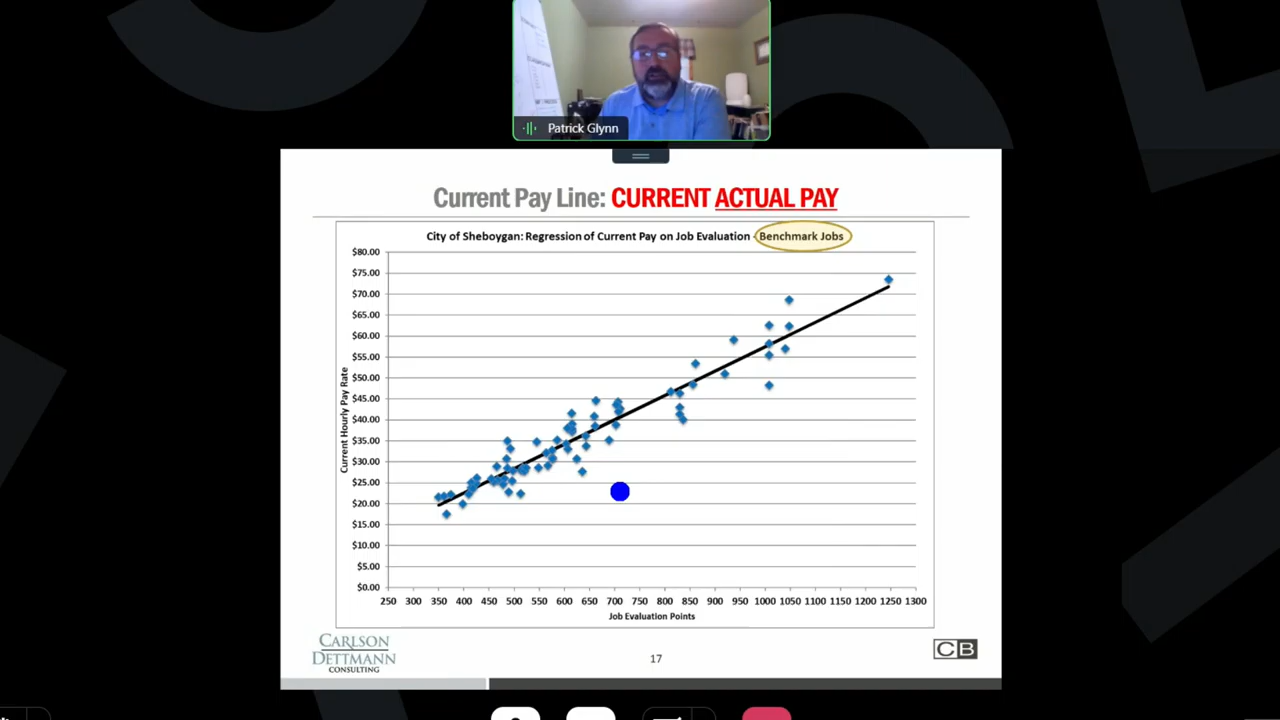 Patrick Glynn
Current Pay Line: CURRENT ACTUAL PAY
City of Sheboygan: Regression of Current Pay on Job Evaluation - Benchmark Jobs
$80.00
$75.00
$70.00
$65.00
$60.00
$55.00
$50.00
$45.00
$40.00
$35.00
$30.00
$25.00
$20.00
$15.00
$10.00
$5.00
$0.00
Current Hourly Pay Rate
250 300 350 400 450 500 550 600 650 700 750 800 850 900 950 1000 1050 1100 1150 1200 1250 1300
Job Evaluation Points
CARLSON
DETTMANN
CONSULTING
17
CB